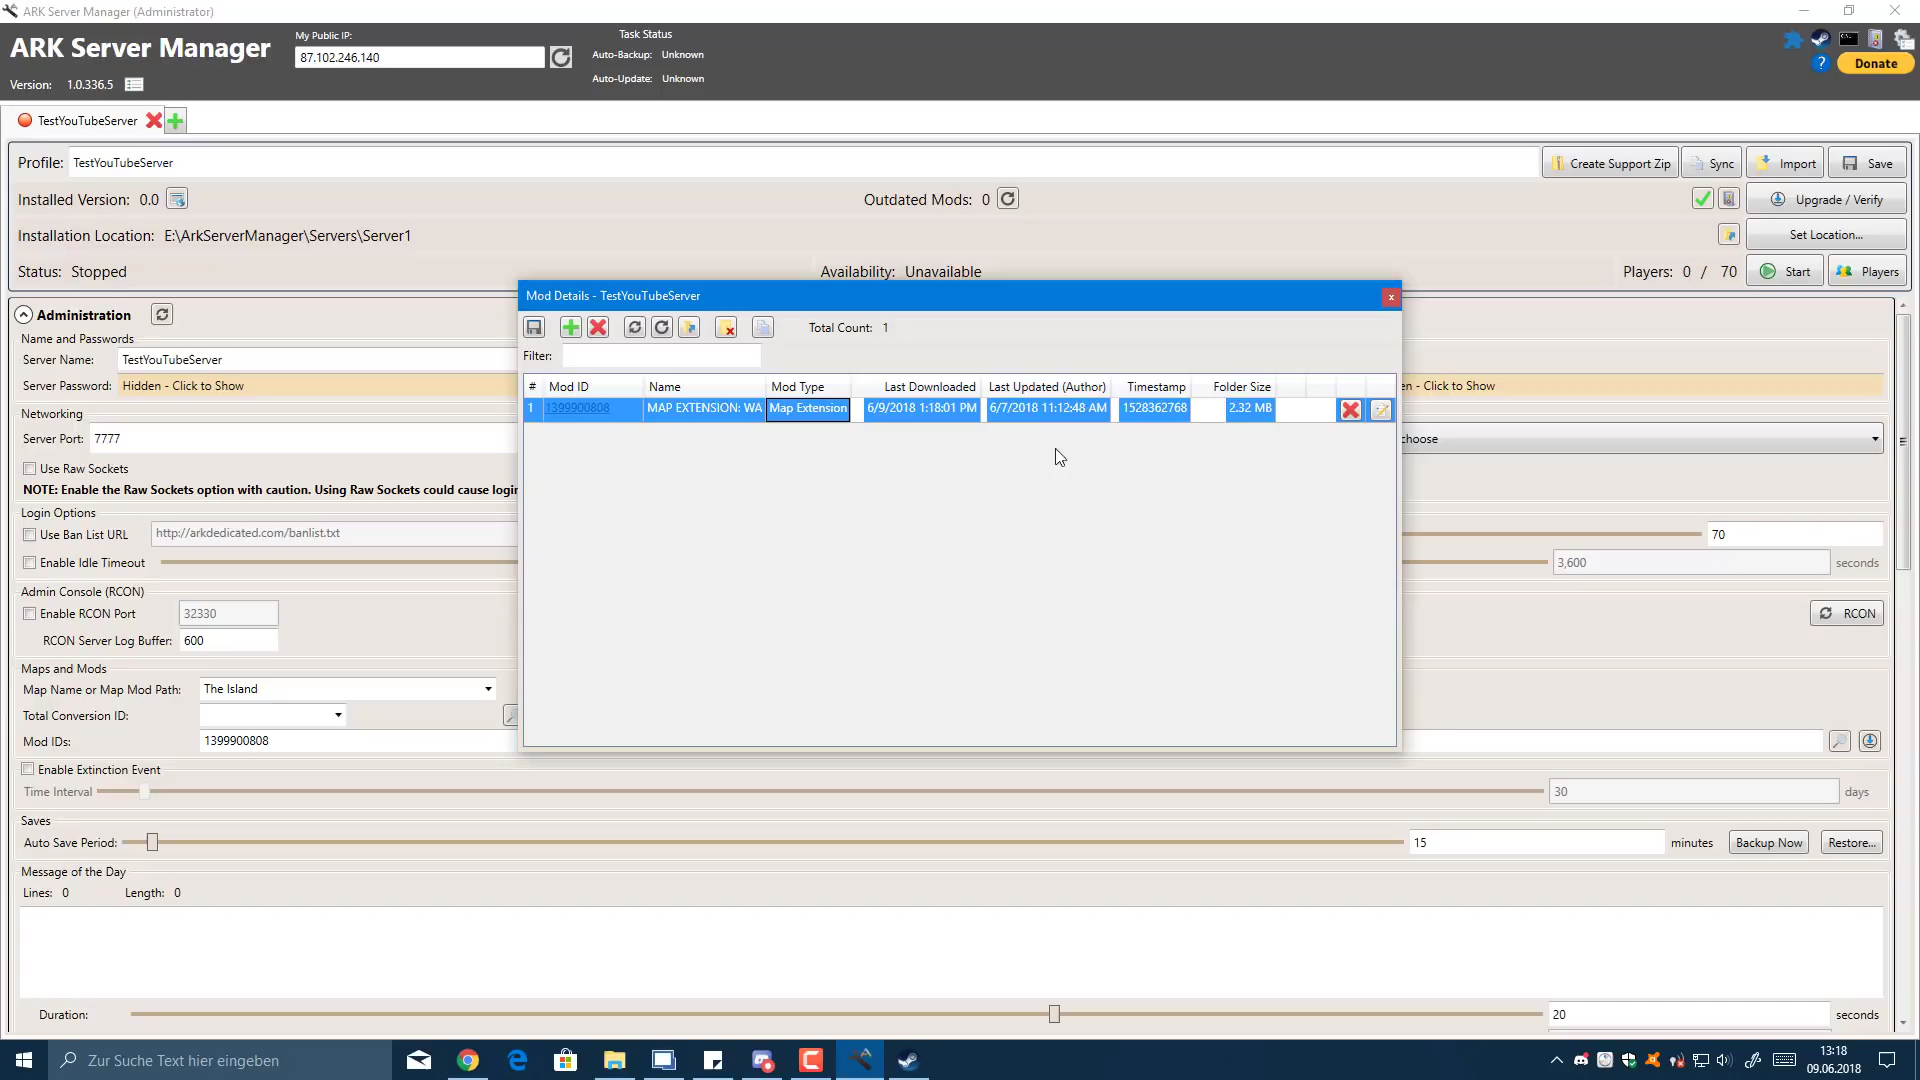 ARK Server Manager (Administrator)
ARK Server Manager
My Public IP:
87.102.246.140
Task Status
Auto-Backup: Unknown
Auto-Update: Unknown
Version: 1.0.336.5
? Donate
TestYouTubeServer
Profile: TestYouTubeServer
Create Support Zip Sync Import Save
Installed Version: 0.0
Outdated Mods: 0
Upgrade / Verify
Installation Location: E:\ArkServerManager\Servers\Server1
Set Location...
Status: Stopped
Availability: Unavailable
Players: 0 / 70
Start Players
Mod Details - TestYouTubeServer
x
Total Count: 1
Filter:
# Mod ID Name Mod Type Last Downloaded Last Updated (Author) Timestamp Folder Size
1 1399900808 MAP EXTENSION: WA Map Extension 6/9/2018 1:18:01 PM 6/7/2018 11:12:48 AM 1528362768 2.32 MB
Administration
Name and Passwords
Server Name: TestYouTubeServer
Server Password: Hidden - Click to Show
en - Click to Show
Networking
Server Port: 7777
choose
Use Raw Sockets
NOTE: Enable the Raw Sockets option with caution. Using Raw Sockets could cause login
Login Options
Use Ban List URL http://arkdedicated.com/banlist.txt
70
Enable Idle Timeout
3,600 seconds
Admin Console (RCON)
Enable RCON Port 32330
RCON
RCON Server Log Buffer: 600
Maps and Mods
Map Name or Map Mod Path: The Island
Total Conversion ID:
Mod IDs: 1399900808
Enable Extinction Event
Time Interval
30 days
Saves
Auto Save Period:
15 minutes Backup Now Restore...
Message of the Day
Lines: 0 Length: 0
Duration:
20 seconds
Zur Suche Text hier eingeben
13:18
09.06.2018